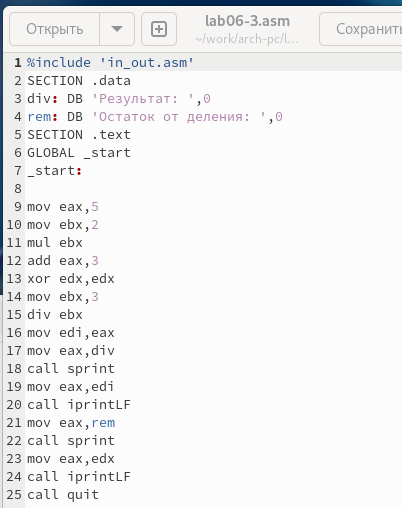 Открыть
lab06-3.asm
~/work/arch-pc/l...
Сохранить
1 %include 'in_out.asm'
2 SECTION .data
3 div: DB 'Результат: ',0
4 rem: DB 'Остаток от деления: ',0
5 SECTION .text
6 GLOBAL _start
7 _start:
8
9 mov eax,5
10 mov ebx,2
11 mul ebx
12 add eax,3
13 xor edx,edx
14 mov ebx,3
15 div ebx
16 mov edi,eax
17 mov eax,div
18 call sprint
19 mov eax,edi
20 call iprintLF
21 mov eax,rem
22 call sprint
23 mov eax,edx
24 call iprintLF
25 call quit